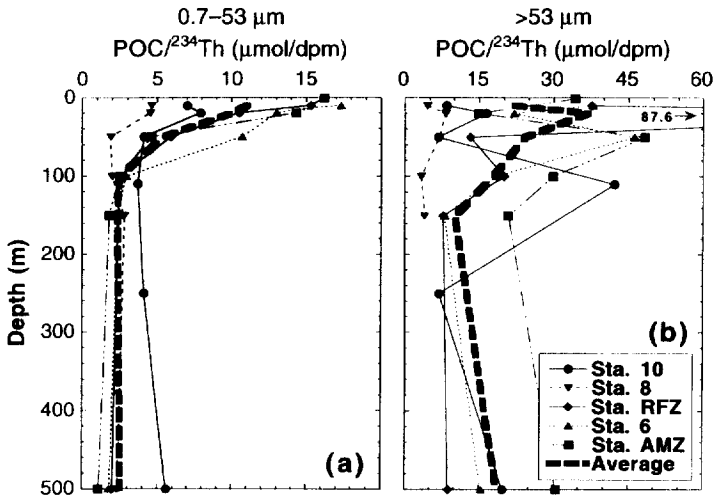 0.7–53 µm
>53 µm
POC/²³⁴Th (µmol/dpm)
POC/²³⁴Th (µmol/dpm)
0 5 10 15 20
0 15 30 45 60
0
100
200
300
400
500
Depth (m)
87.6
(a)
(b)
Sta. 10
Sta. 8
Sta. RFZ
Sta. 6
Sta. AMZ
Average